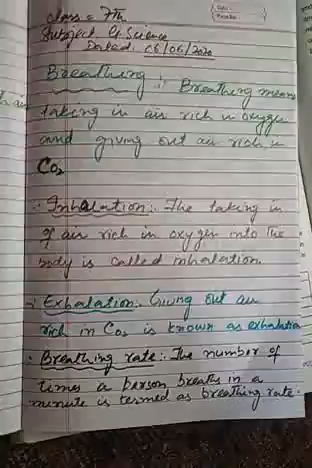 Class = 7th
Subject G. Science
Dated. 06/06/2020
Breathing :: Breathing means
taking in air rich in oxygen
and giving out air rich in
CO2
Inhalation: The taking in
of air rich in oxygen into the
body is called inhalation.
Exhalation:. Giving out air
rich in CO2 is known as exhalation
Breathing rate: The number of
times a person breaths in a
minute is termed as breathing rate.